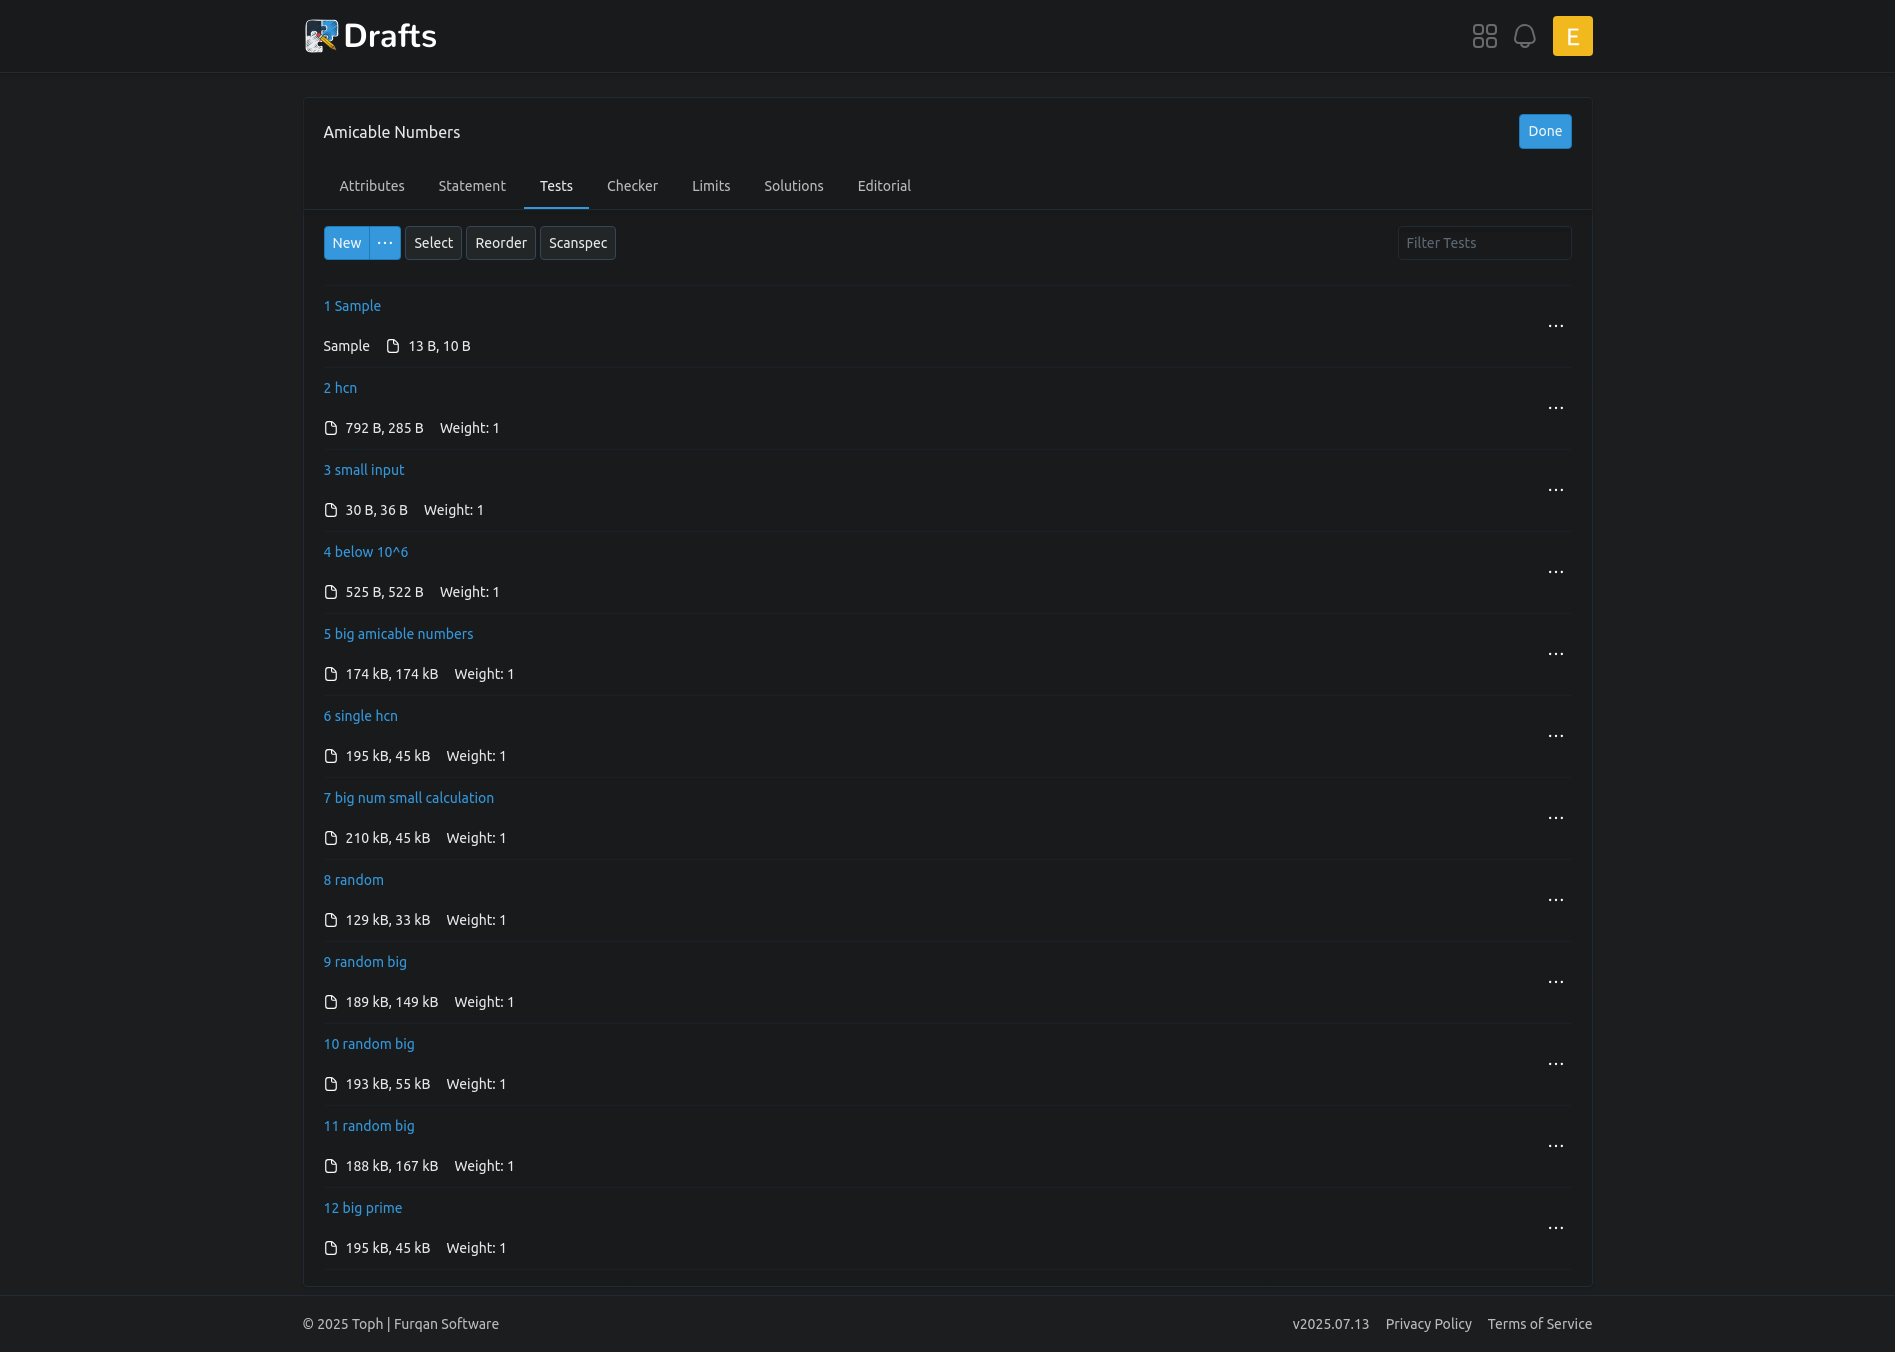 Drafts
E
Amicable Numbers
Done
Attributes Statement Tests Checker Limits Solutions Editorial
New ··· Select Reorder Scanspec Filter Tests
1 Sample
Sample 13 B, 10 B
2 hcn
792 B, 285 B Weight: 1
3 small input
30 B, 36 B Weight: 1
4 below 10^6
525 B, 522 B Weight: 1
5 big amicable numbers
174 kB, 174 kB Weight: 1
6 single hcn
195 kB, 45 kB Weight: 1
7 big num small calculation
210 kB, 45 kB Weight: 1
8 random
129 kB, 33 kB Weight: 1
9 random big
189 kB, 149 kB Weight: 1
10 random big
193 kB, 55 kB Weight: 1
11 random big
188 kB, 167 kB Weight: 1
12 big prime
195 kB, 45 kB Weight: 1
© 2025 Toph | Furqan Software v2025.07.13 Privacy Policy Terms of Service